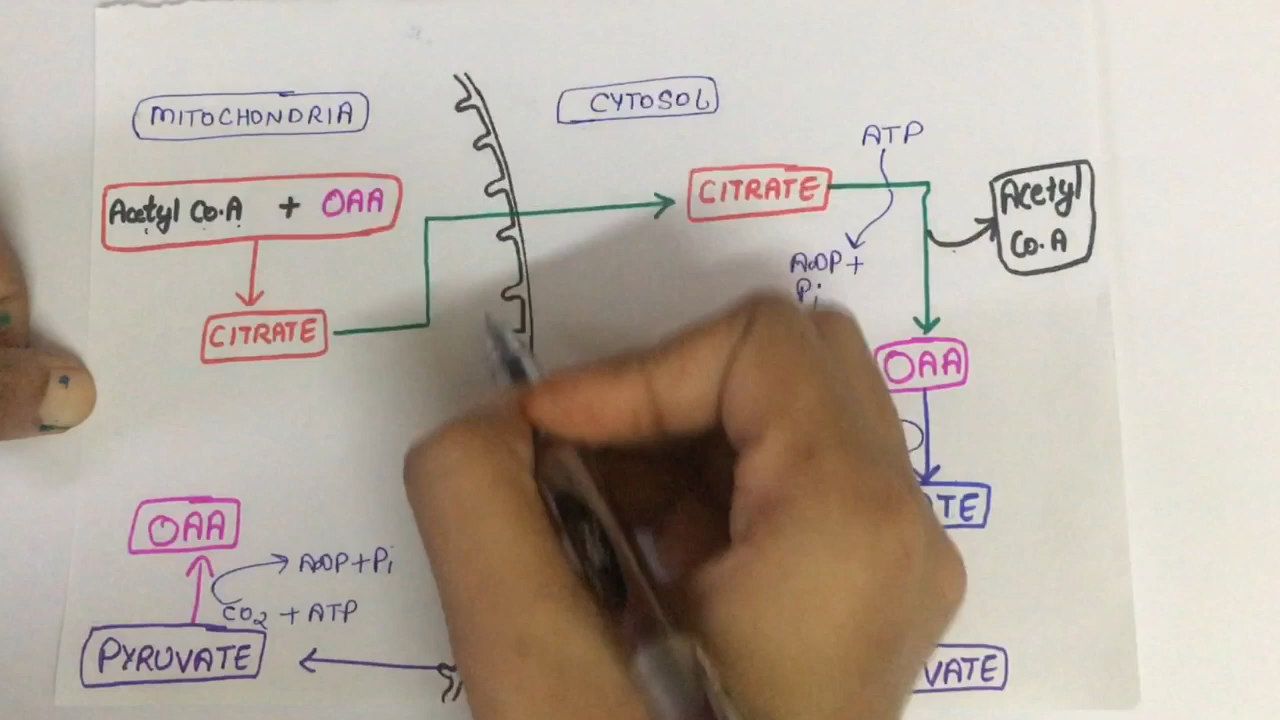 MITOCHONDRIA
CYTOSOL
ATP
Acetyl Co.A + OAA
CITRATE
Acetyl
Co.A
ADP+
Pi
CITRATE
OAA
TE
OAA
ADP+Pi
CO2 + ATP
PYRUVATE
VATE